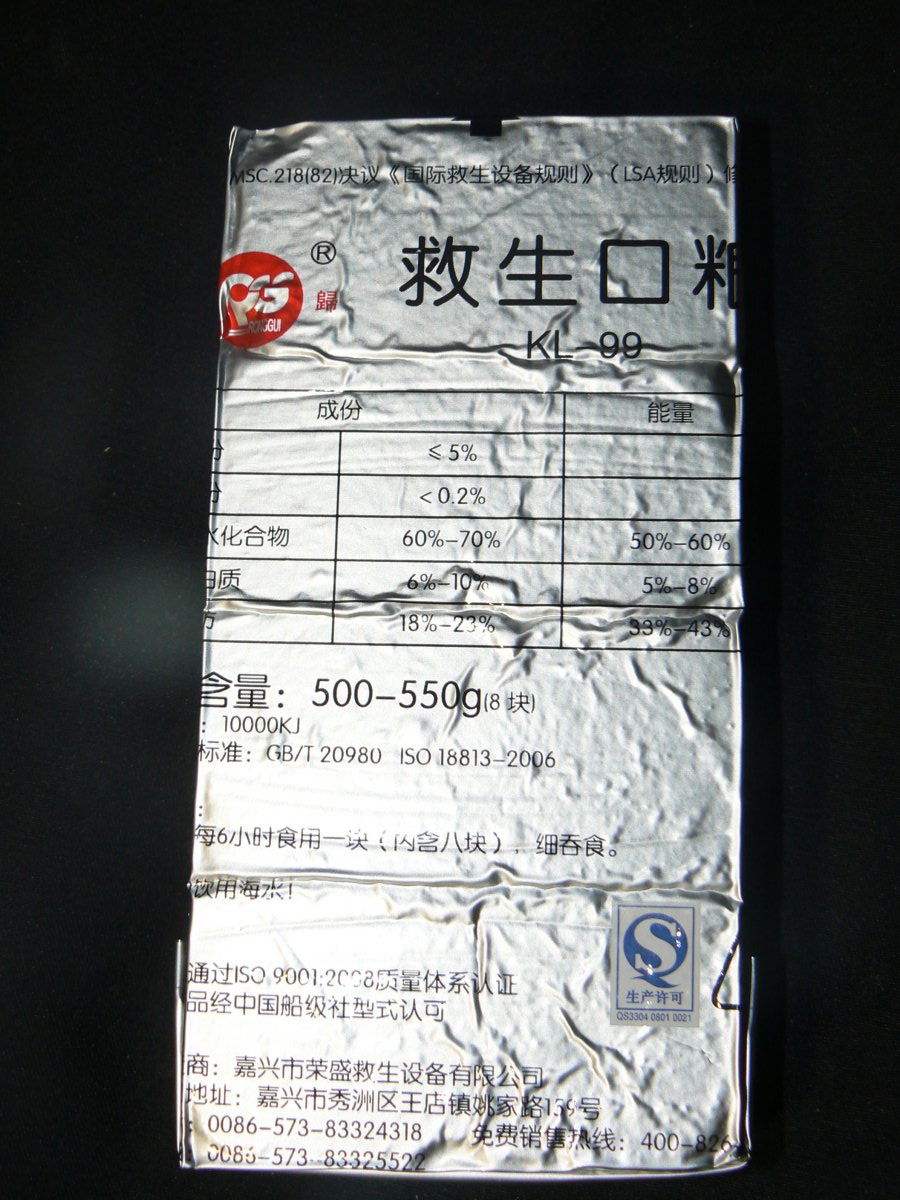 MSC.218(82)决议《国际救生设备规则》（LSA规则）修
® 救生口粮
RSG
RONGGUI
歸
KL-99
成份 能量
≤5%
<0.2%
化合物 60%-70% 50%-60%
质 6%-10% 5%-8%
18%-23% 33%-43%
含量：500-550g(8块)
：10000KJ
标准：GB/T 20980 ISO 18813-2006
：
每6小时食用一块（内含八块），细吞食。
饮用海水！
通过ISO 9001:2008质量体系认证
品经中国船级社型式认可
生产许可
QS3304 0801 0021
商：嘉兴市荣盛救生设备有限公司
地址：嘉兴市秀洲区王店镇姚家路159号
：0086-573-83324318 免费销售热线：400-826
：0086-573-83325522